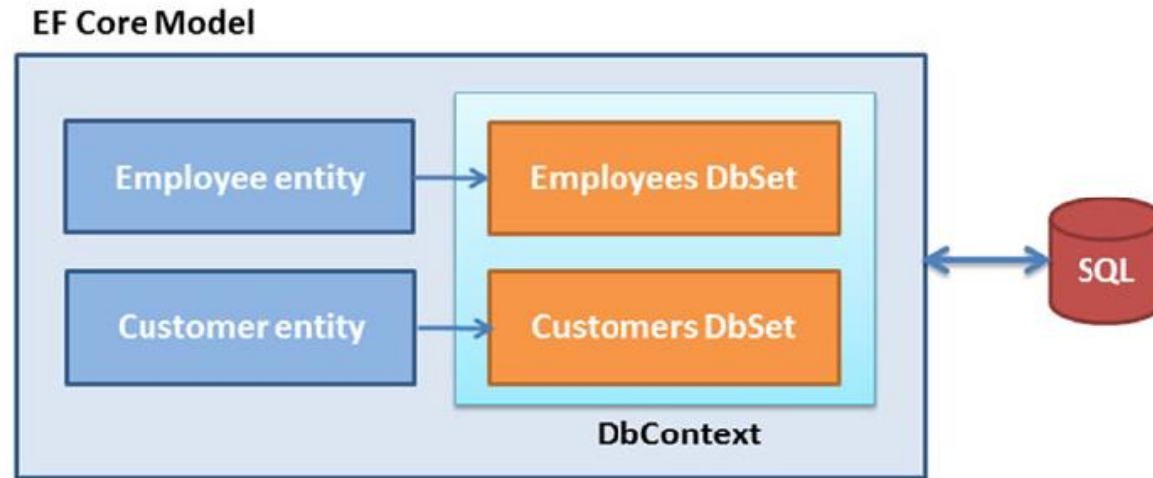 EF Core Model
Employee entity
Employees DbSet
Customer entity
Customers DbSet
DbContext
SQL